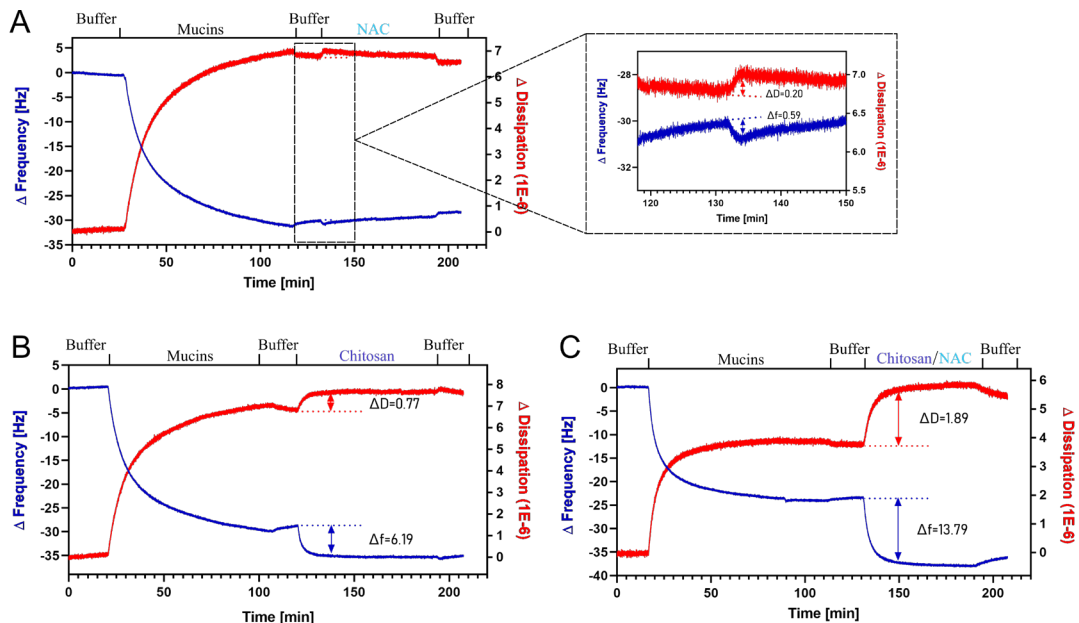 A
Buffer Mucins Buffer NAC Buffer
5
0
-5
-10
-15
-20
-25
-30
-35
Δ Frequency [Hz]
7
6
5
4
3
2
1
0
Δ Dissipation (1E-6)
0 50 100 150 200
Time [min]
-28
-30
-32
Δ Frequency [Hz]
ΔD=0.20
Δf=0.59
7.0
6.5
6.0
5.5
Δ Dissipation (1E-6)
120 130 140 150
Time [min]
B
Buffer Mucins Buffer Chitosan Buffer
5
0
-5
-10
-15
-20
-25
-30
-35
Δ Frequency [Hz]
ΔD=0.77
Δf=6.19
8
7
6
5
4
3
2
1
0
Δ Dissipation (1E-6)
0 50 100 150 200
Time [min]
C
Buffer Mucins Buffer Chitosan/NAC Buffer
0
-5
-10
-15
-20
-25
-30
-35
-40
Δ Frequency [Hz]
ΔD=1.89
Δf=13.79
6
5
4
3
2
1
0
Δ Dissipation (1E-6)
0 50 100 150 200
Time [min]